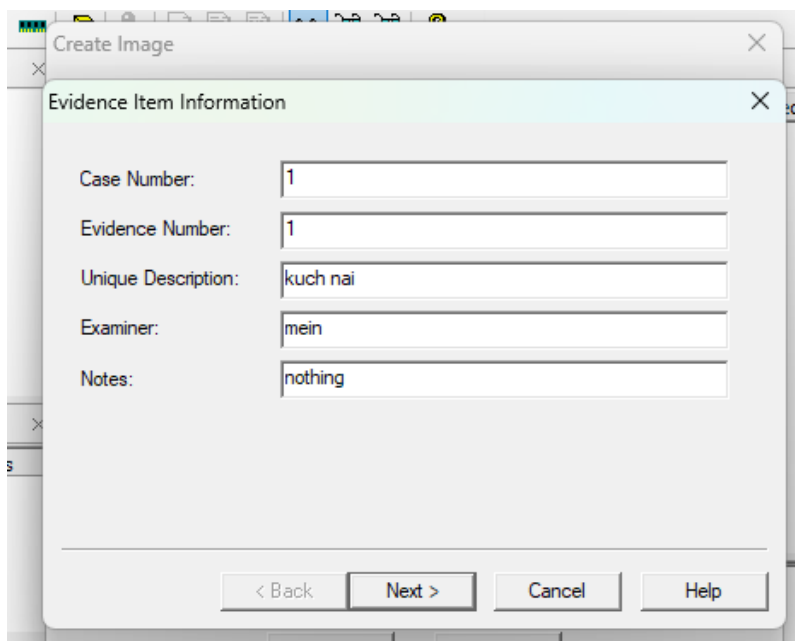 Create Image
Evidence Item Information
Case Number: 1
Evidence Number: 1
Unique Description: kuch nai
Examiner: mein
Notes: nothing
< Back Next > Cancel Help